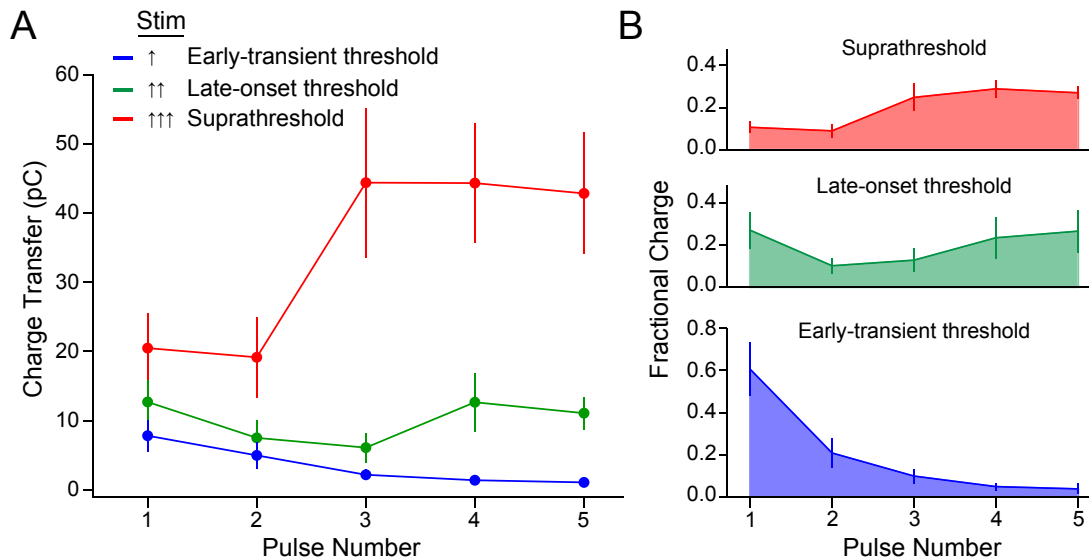 A
Stim
↑ Early-transient threshold
↑↑ Late-onset threshold
↑↑↑ Suprathreshold
60
50
40
30
20
10
0
Charge Transfer (pC)
1 2 3 4 5
Pulse Number
B
Suprathreshold
0.4
0.2
0.0
Late-onset threshold
0.4
0.2
0.0
Early-transient threshold
0.8
0.6
0.4
0.2
0.0
Fractional Charge
1 2 3 4 5
Pulse Number